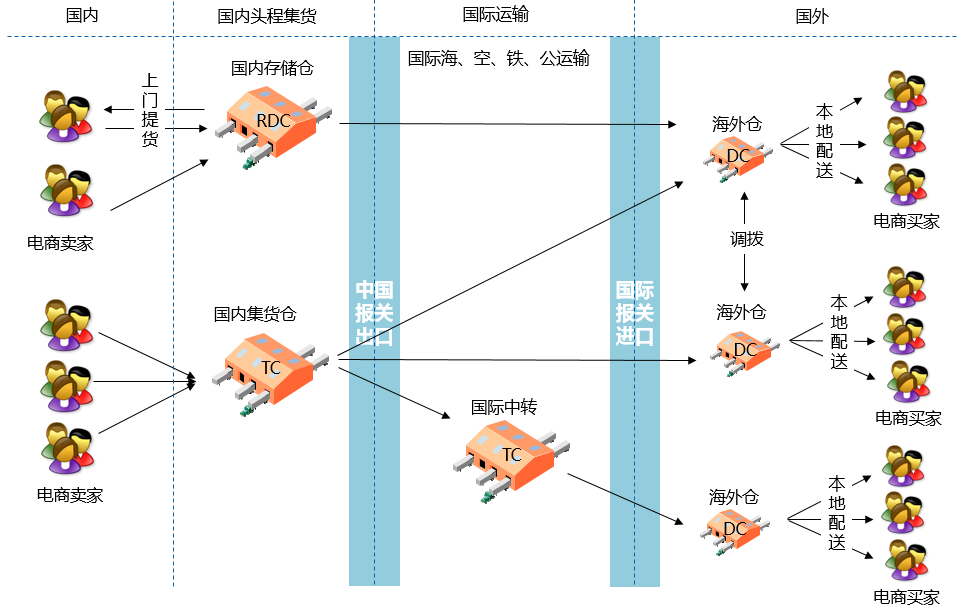 国内
国内头程集货
国际运输
国外
国际海、空、铁、公运输
国内存储仓
上门提货
RDC
海外仓
DC
本地配送
电商买家
电商卖家
调拨
中国
报关
出口
国际
报关
进口
国内集货仓
TC
海外仓
DC
本地配送
电商买家
国际中转
TC
电商卖家
海外仓
DC
本地配送
电商买家